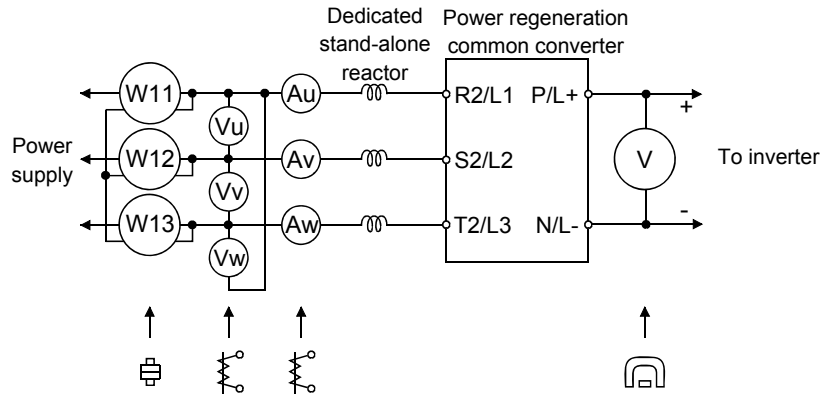 Dedicated
stand-alone
reactor
Power regeneration
common converter
W11
Au
R2/L1
P/L+
+
Vu
Power
supply
W12
Av
S2/L2
V
To inverter
Vv
W13
Aw
T2/L3
N/L-
-
Vw